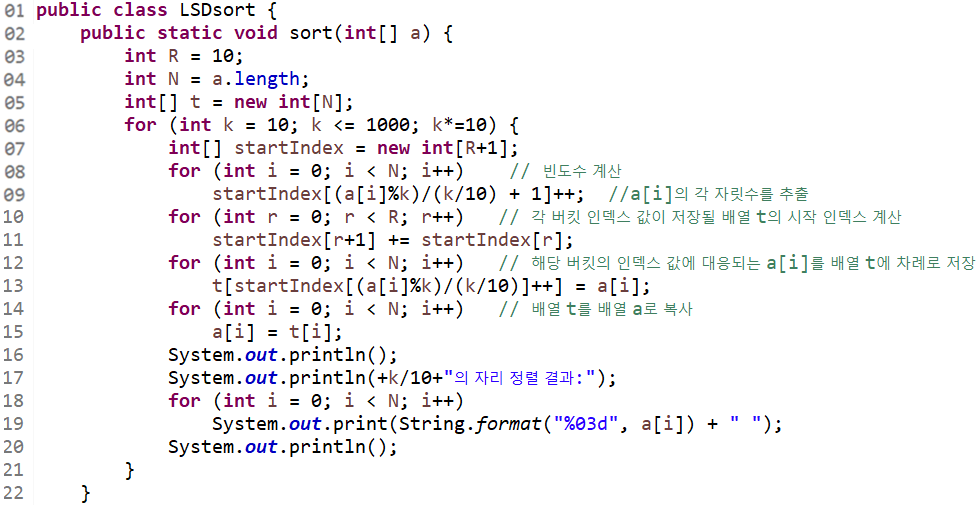 01 public class LSDsort {
02     public static void sort(int[] a) {
03         int R = 10;
04         int N = a.length;
05         int[] t = new int[N];
06         for (int k = 10; k <= 1000; k*=10) {
07             int[] startIndex = new int[R+1];
08             for (int i = 0; i < N; i++)    // 빈도수 계산
09                 startIndex[(a[i]%k)/(k/10) + 1]++;  //a[i]의 각 자릿수를 추출
10             for (int r = 0; r < R; r++)   // 각 버킷 인덱스 값이 저장될 배열 t의 시작 인덱스 계산
11                 startIndex[r+1] += startIndex[r];
12             for (int i = 0; i < N; i++)   // 해당 버킷의 인덱스 값에 대응되는 a[i]를 배열 t에 차례로 저장
13                 t[startIndex[(a[i]%k)/(k/10)]++] = a[i];
14             for (int i = 0; i < N; i++)   // 배열 t를 배열 a로 복사
15                 a[i] = t[i];
16             System.out.println();
17             System.out.println(+k/10+"의 자리 정렬 결과:");
18             for (int i = 0; i < N; i++)
19                 System.out.print(String.format("%03d", a[i]) + " ");
20             System.out.println();
21         }
22     }